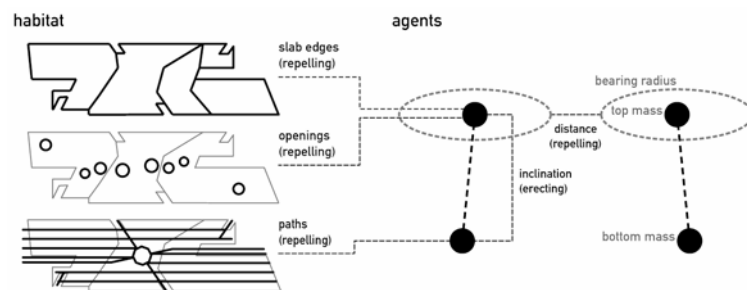 habitat
agents
slab edges
(repelling)
openings
(repelling)
paths
(repelling)
bearing radius
top mass
distance
(repelling)
inclination
(erecting)
bottom mass